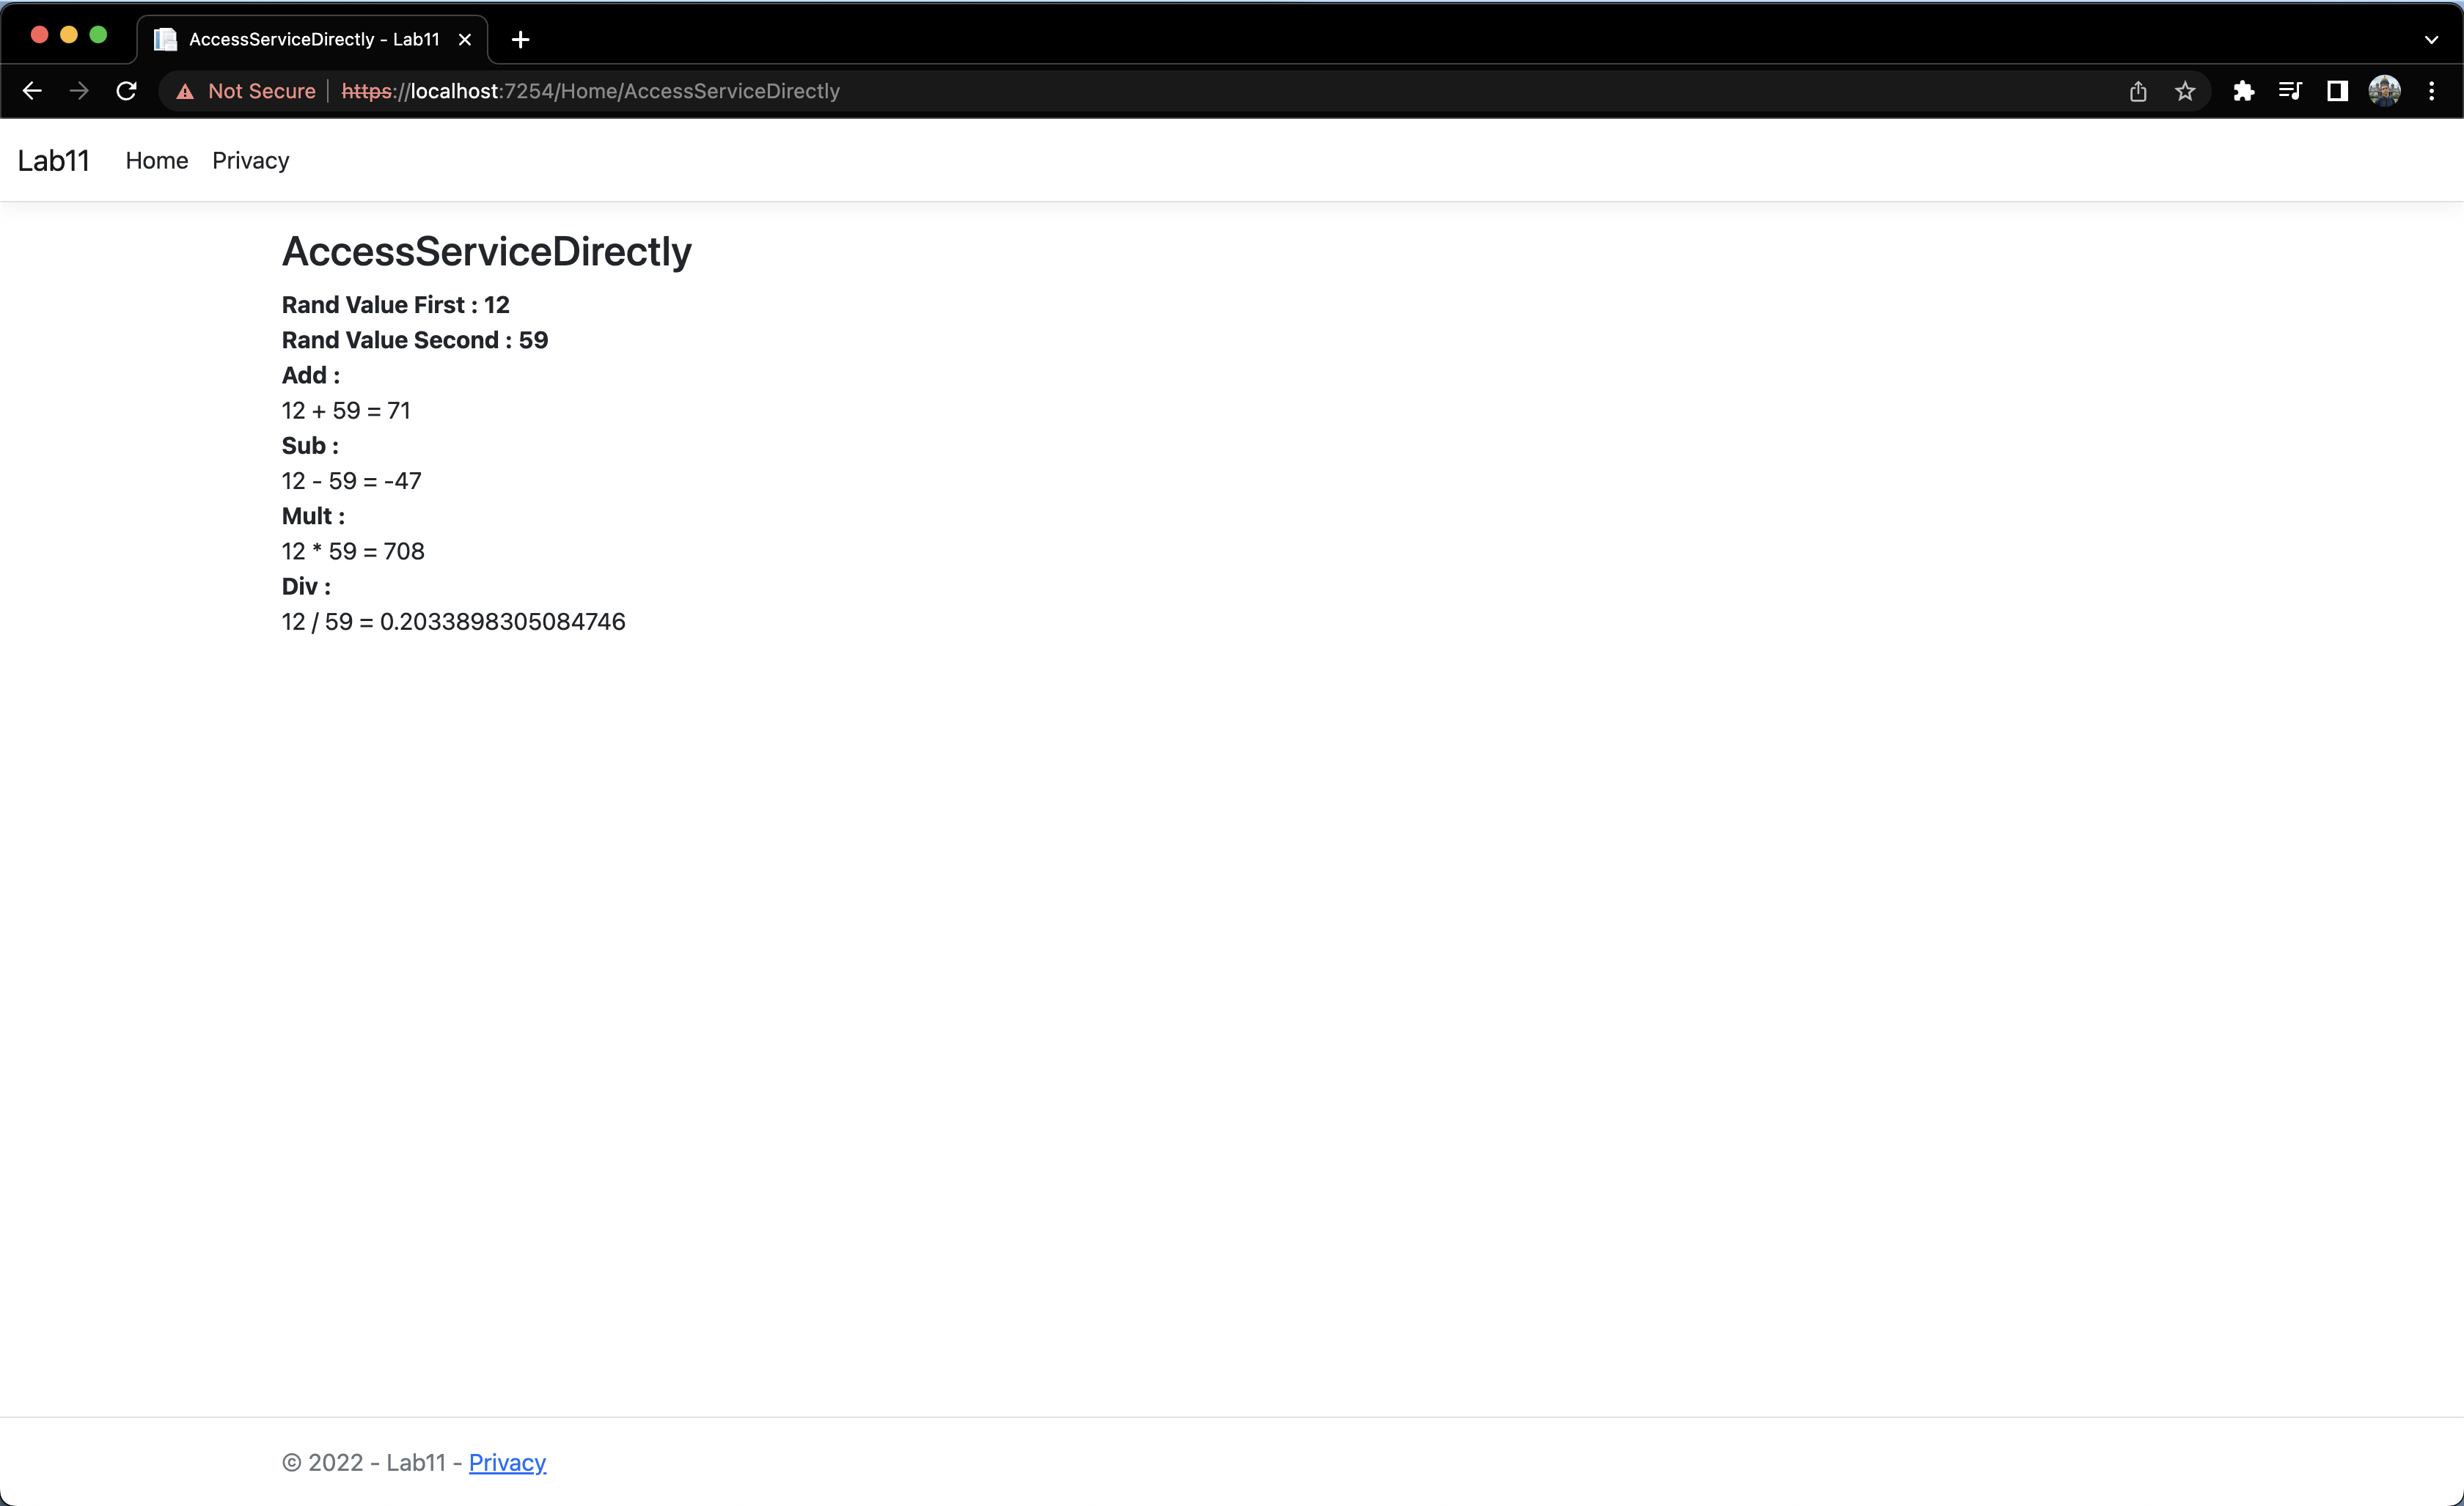 AccessServiceDirectly - Lab11
Not Secure https://localhost:7254/Home/AccessServiceDirectly
Lab11 Home Privacy
AccessServiceDirectly
Rand Value First : 12
Rand Value Second : 59
Add :
12 + 59 = 71
Sub :
12 - 59 = -47
Mult :
12 * 59 = 708
Div :
12 / 59 = 0.2033898305084746
© 2022 - Lab11 - Privacy